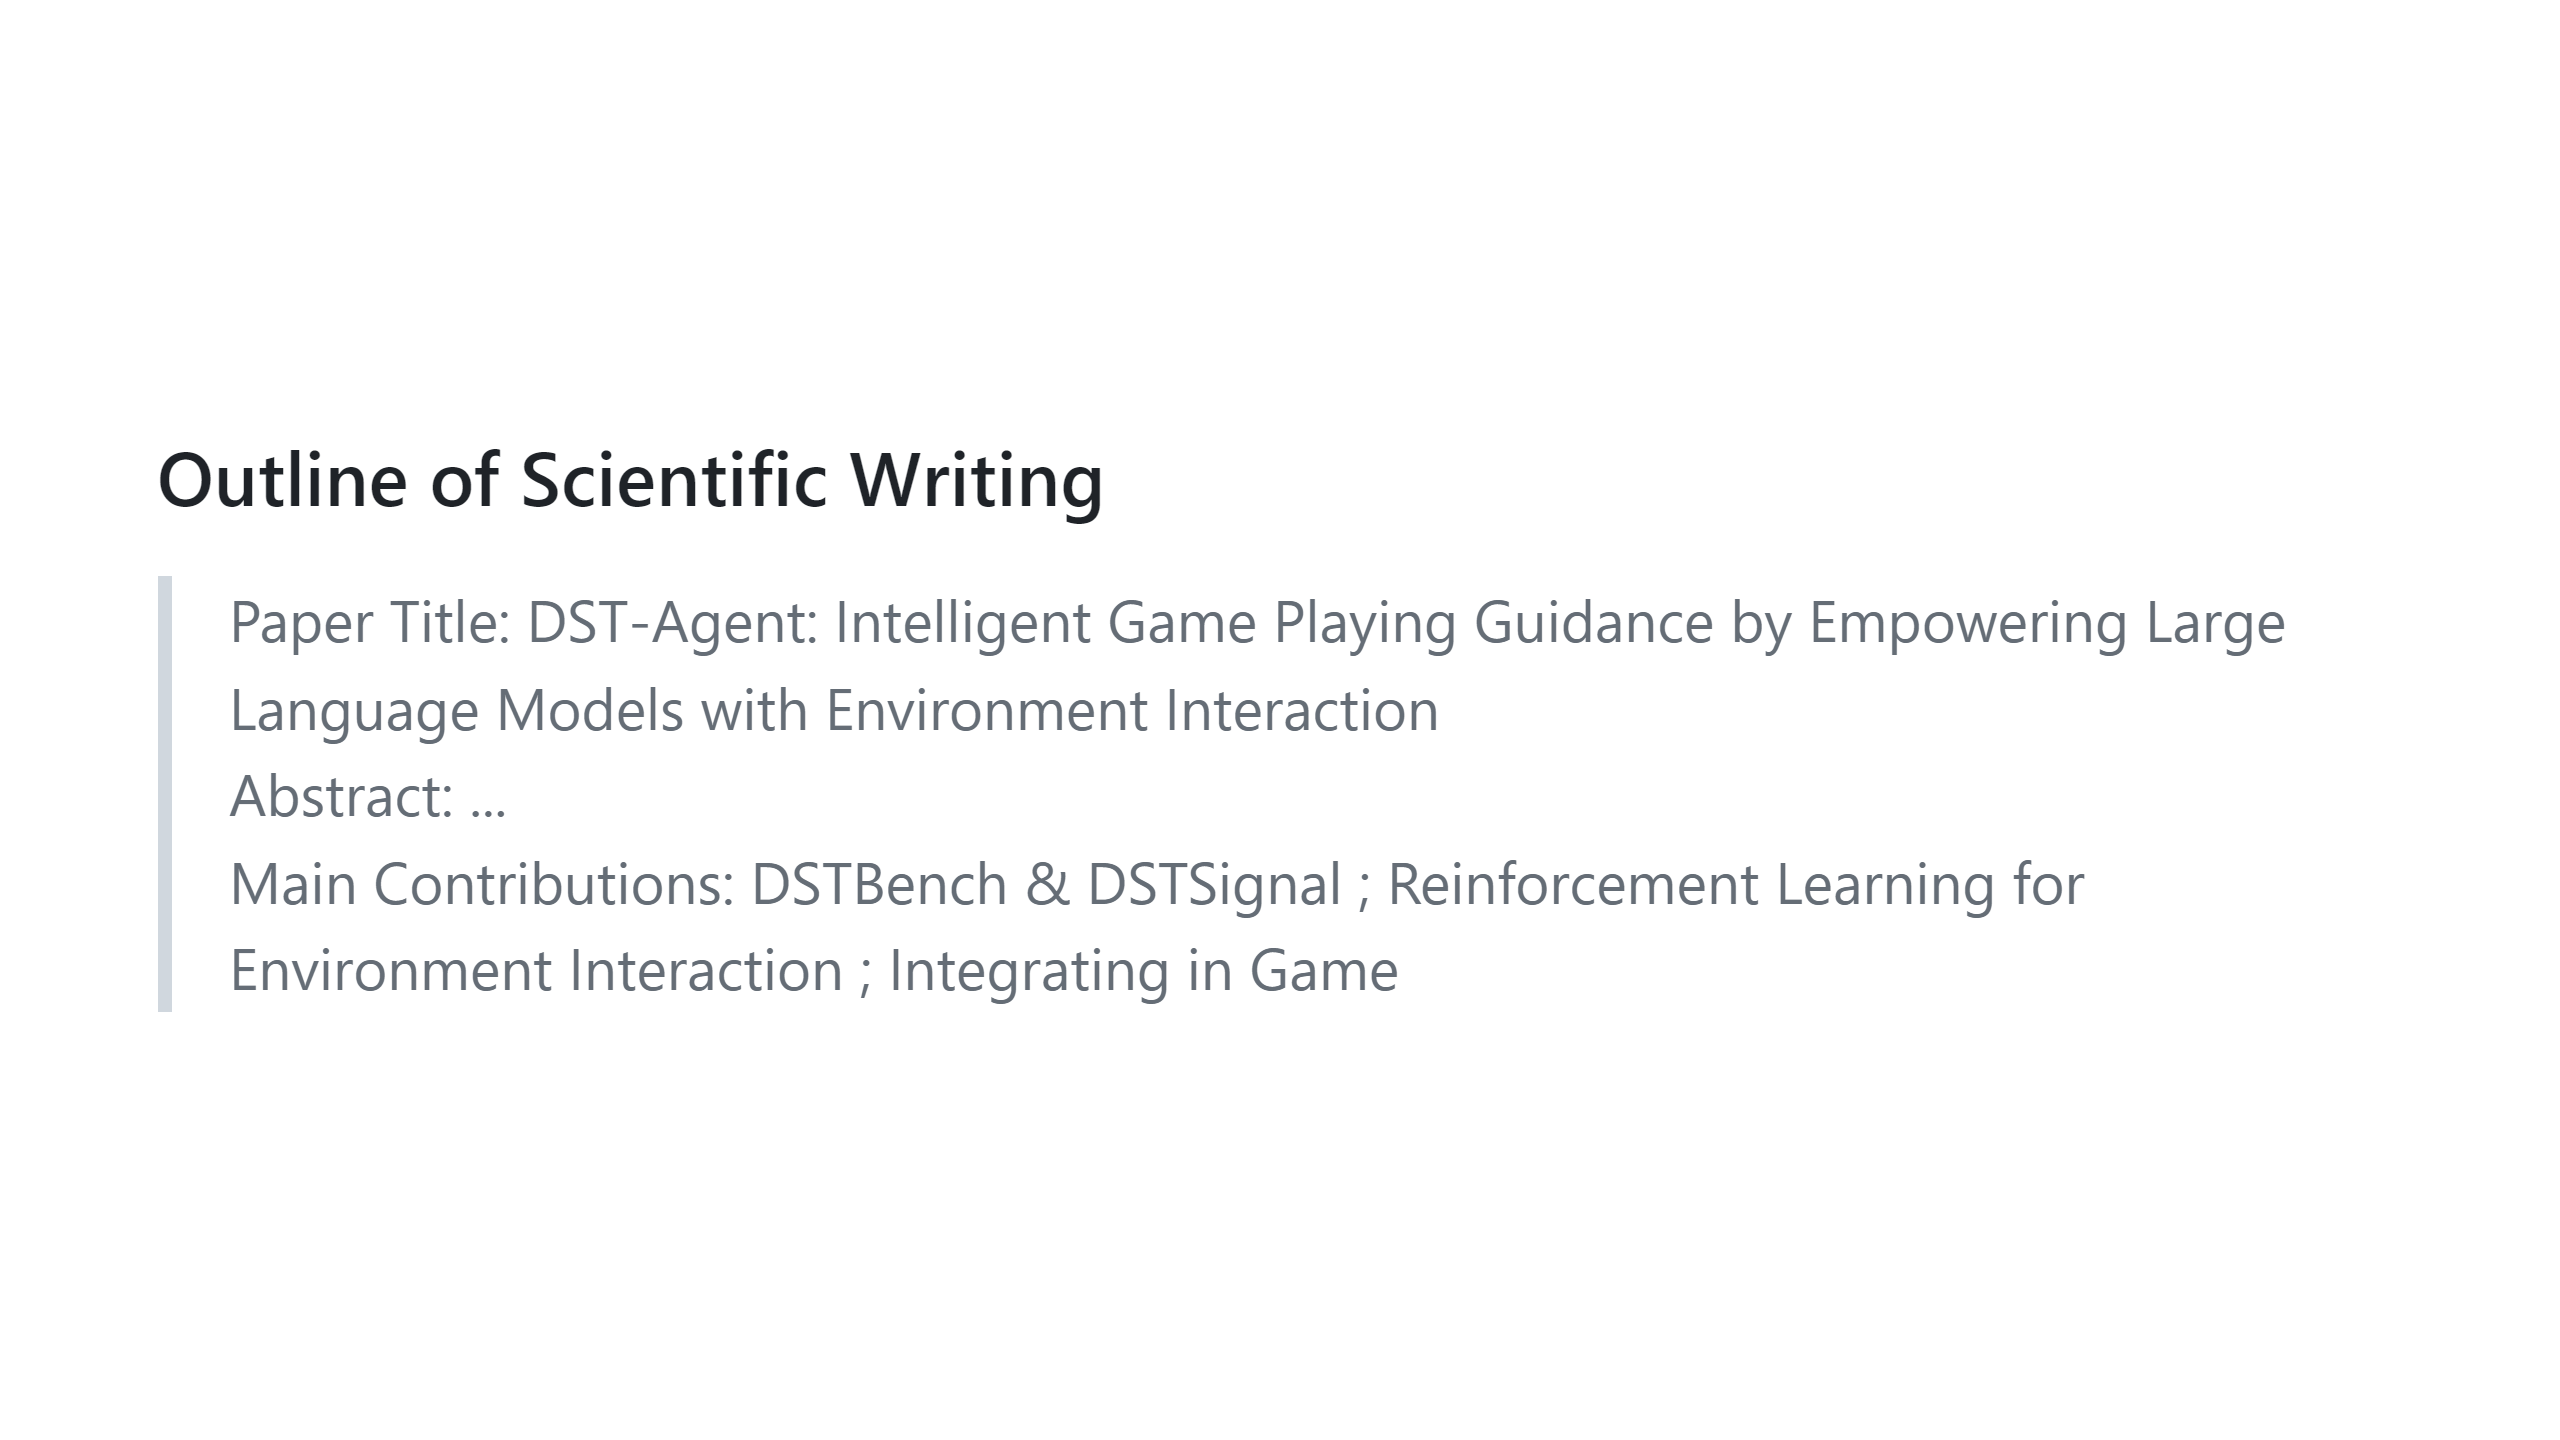 Outline of Scientific Writing
Paper Title: DST-Agent: Intelligent Game Playing Guidance by Empowering Large
Language Models with Environment Interaction
Abstract: ...
Main Contributions: DSTBench & DSTSignal ; Reinforcement Learning for
Environment Interaction ; Integrating in Game